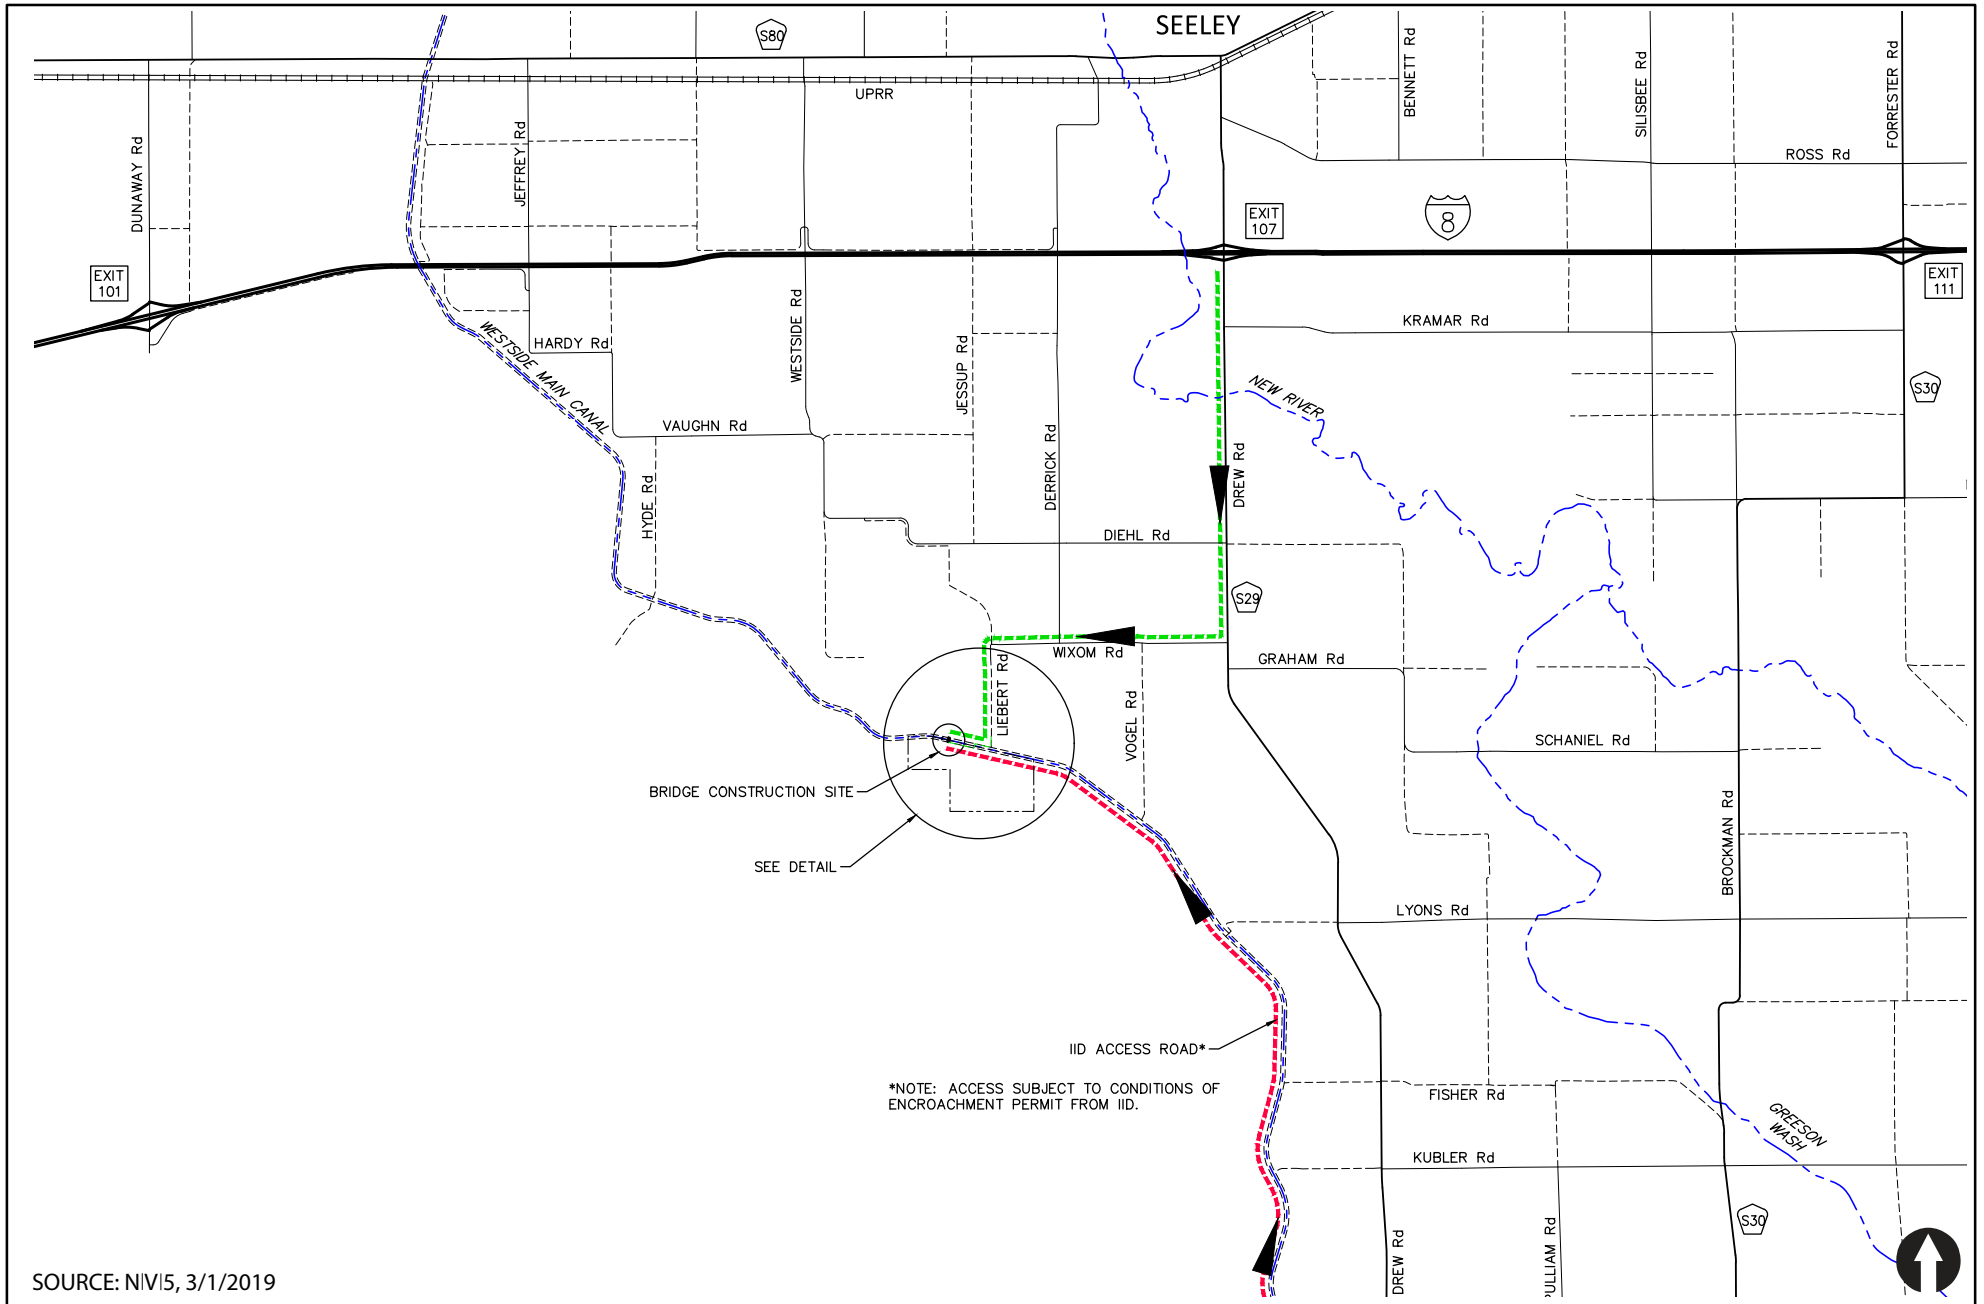 SEELEY
S80
UPRR
DUNAWAY Rd
JEFFREY Rd
BENNETT Rd
SILISBEE Rd
FORRESTER Rd
ROSS Rd
EXIT
107
8
EXIT
101
EXIT
111
WESTSIDE MAIN CANAL
HARDY Rd
WESTSIDE Rd
JESSUP Rd
KRAMAR Rd
NEW RIVER
S30
VAUGHN Rd
HYDE Rd
DERRICK Rd
DREW Rd
DIEHL Rd
S29
WIXOM Rd
LIEBERT Rd
VOGEL Rd
GRAHAM Rd
SCHANIEL Rd
BROCKMAN Rd
BRIDGE CONSTRUCTION SITE
SEE DETAIL
LYONS Rd
IID ACCESS ROAD*
*NOTE: ACCESS SUBJECT TO CONDITIONS OF
ENCROACHMENT PERMIT FROM IID.
FISHER Rd
GREESON
WASH
KUBLER Rd
S30
DREW Rd
PULLIAM Rd
SOURCE: NV5, 3/1/2019